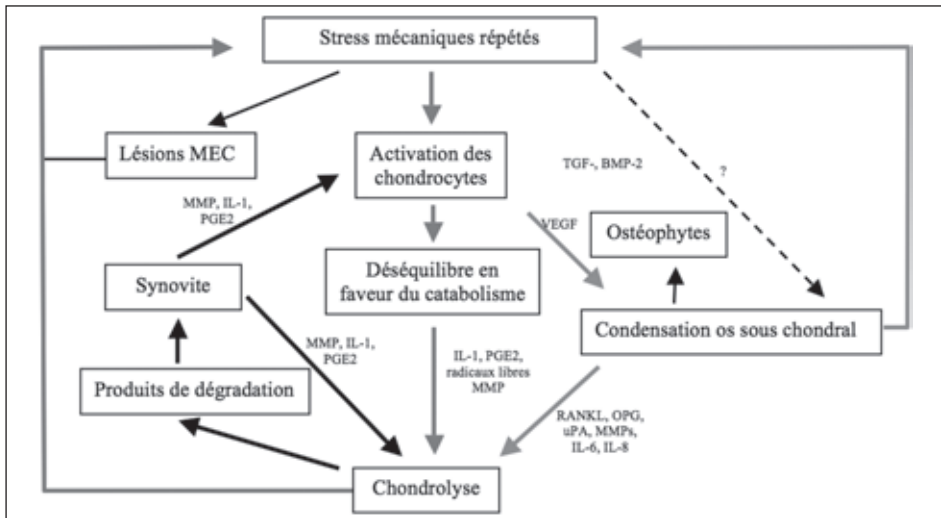 Stress mécaniques répétés
Lésions MEC
Activation des
chondrocytes
TGF-, BMP-2
?
MMP, IL-1,
PGE2
VEGF
Ostéophytes
Synovite
Déséquilibre en
faveur du catabolisme
Condensation os sous chondral
MMP, IL-1,
PGE2
IL-1, PGE2,
radicaux libres
MMP
Produits de dégradation
RANKL, OPG,
uPA, MMPs,
IL-6, IL-8
Chondrolyse